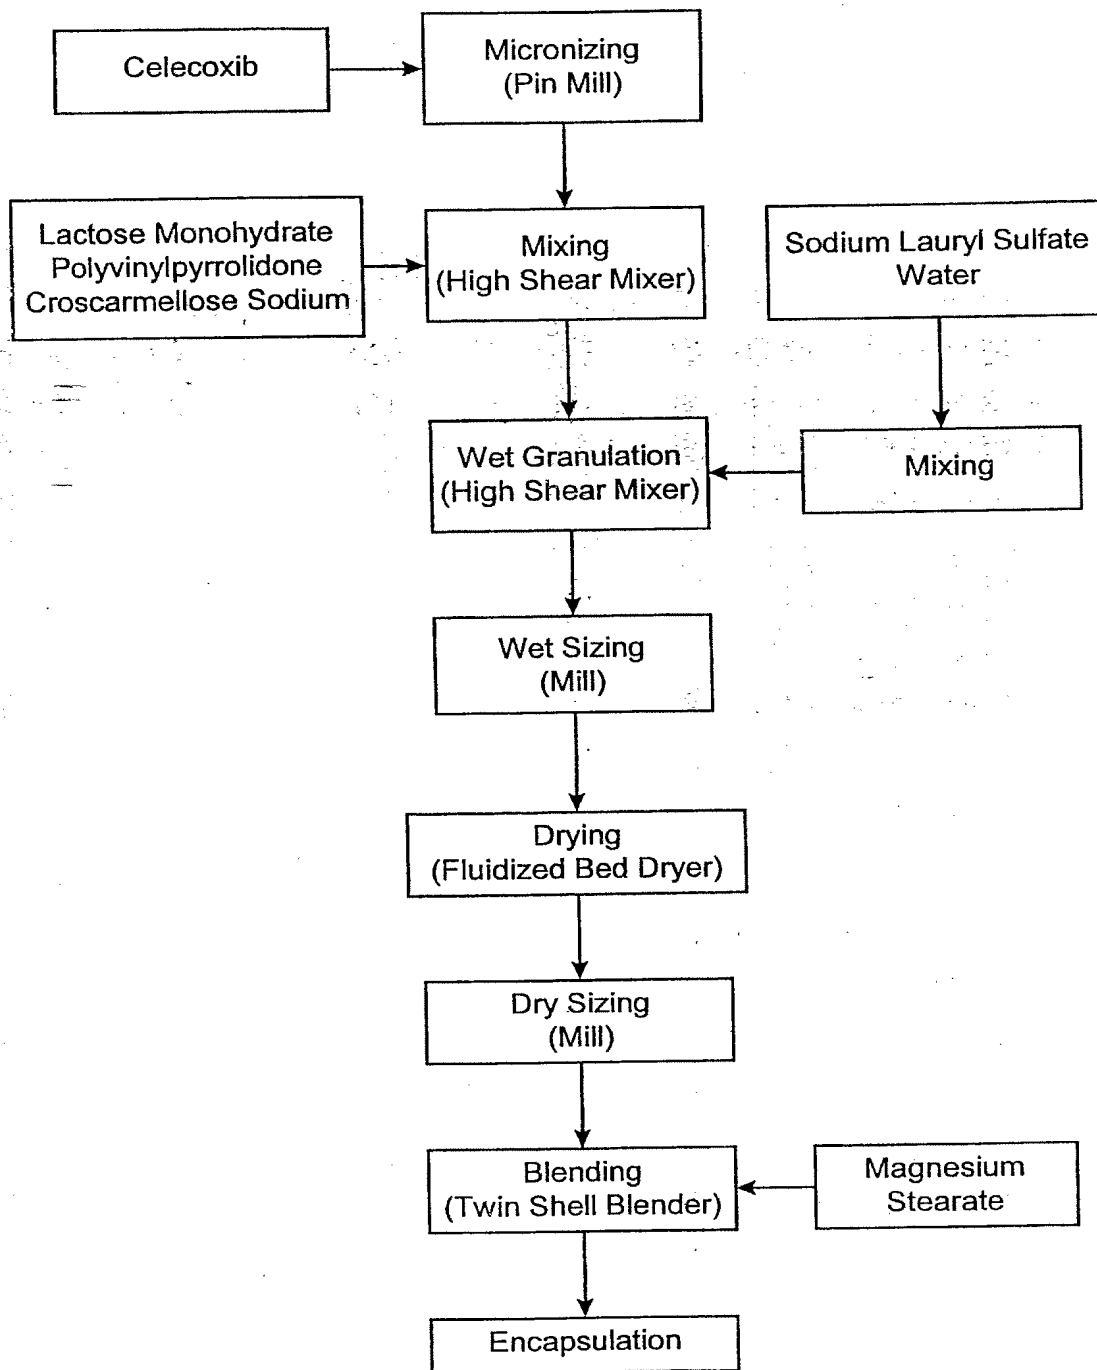 Celecoxib
Micronizing
(Pin Mill)
Lactose Monohydrate
Polyvinylpyrrolidone
Croscarmellose Sodium
Mixing
(High Shear Mixer)
Sodium Lauryl Sulfate
Water
Wet Granulation
(High Shear Mixer)
Mixing
Wet Sizing
(Mill)
Drying
(Fluidized Bed Dryer)
Dry Sizing
(Mill)
Blending
(Twin Shell Blender)
Magnesium
Stearate
Encapsulation